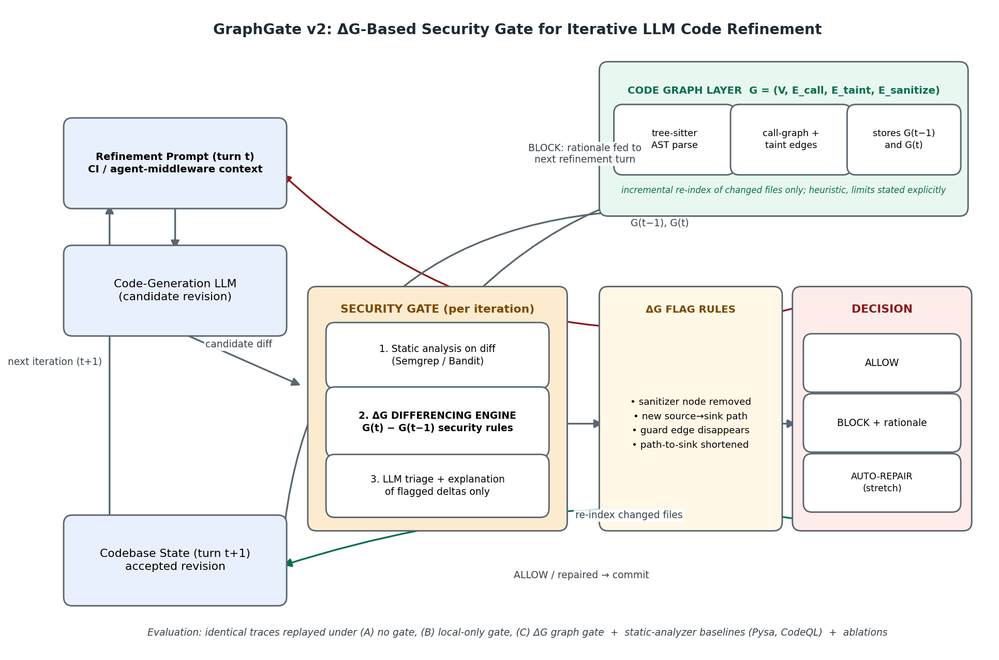 GraphGate v2: ΔG-Based Security Gate for Iterative LLM Code Refinement
CODE GRAPH LAYER  G = (V, E_call, E_taint, E_sanitize)
tree-sitter
AST parse
call-graph +
taint edges
stores G(t−1)
and G(t)
incremental re-index of changed files only; heuristic, limits stated explicitly
BLOCK: rationale fed to
next refinement turn
G(t−1), G(t)
Refinement Prompt (turn t)
CI / agent-middleware context
Code-Generation LLM
(candidate revision)
candidate diff
next iteration (t+1)
SECURITY GATE (per iteration)
1. Static analysis on diff
(Semgrep / Bandit)
2. ΔG DIFFERENCING ENGINE
G(t) − G(t−1) security rules
3. LLM triage + explanation
of flagged deltas only
ΔG FLAG RULES
• sanitizer node removed
• new source→sink path
• guard edge disappears
• path-to-sink shortened
DECISION
ALLOW
BLOCK + rationale
AUTO-REPAIR
(stretch)
re-index changed files
Codebase State (turn t+1)
accepted revision
ALLOW / repaired → commit
Evaluation: identical traces replayed under (A) no gate, (B) local-only gate, (C) ΔG graph gate  +  static-analyzer baselines (Pysa, CodeQL)  +  ablations